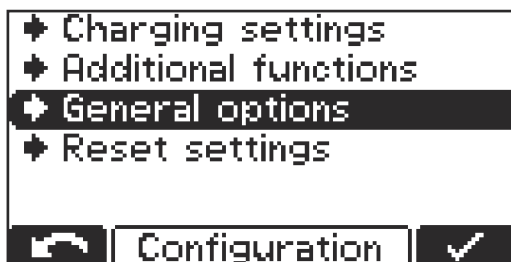 Charging settings
Additional functions
General options
Reset settings
Configuration